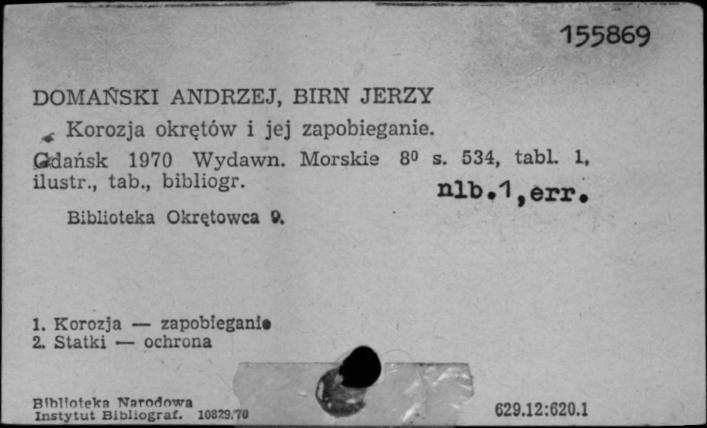 155869
DOMAŃSKI ANDRZEJ, BIRN JERZY
Korozja okrętów i jej zapobieganie.
Gdańsk 1970 Wydawn. Morskie 8⁰ s. 534, tabl. 1,
ilustr., tab., bibliogr.
nlb.1,err.
Biblioteka Okrętowca 9.
1. Korozja — zapobieganie
2. Statki — ochrona
Biblioteka Narodowa
Instytut Bibliograf. 10829/70
629.12:620.1